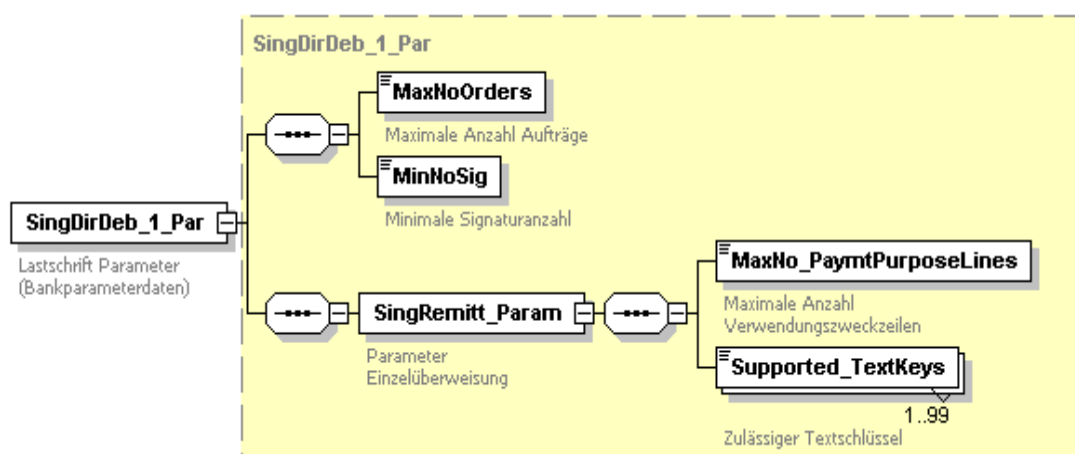 SingDirDeb_1_Par
MaxNoOrders
Maximale Anzahl Aufträge
MinNoSig
Minimale Signaturanzahl
SingDirDeb_1_Par
Lastschrift Parameter
(Bankparameterdaten)
SingRemitt_Param
Parameter
Einzelüberweisung
MaxNo_PaymtPurposeLines
Maximale Anzahl
Verwendungszweckzeilen
Supported_TextKeys
1..99
Zulässiger Textschlüssel